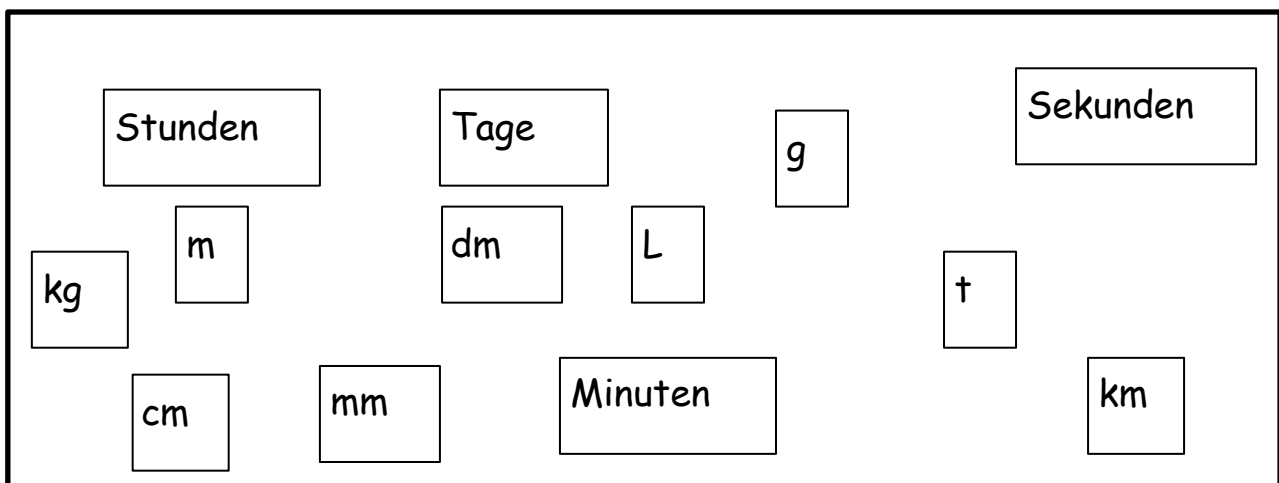 Stunden
Tage
g
Sekunden
kg
m
dm
L
t
cm
mm
Minuten
km